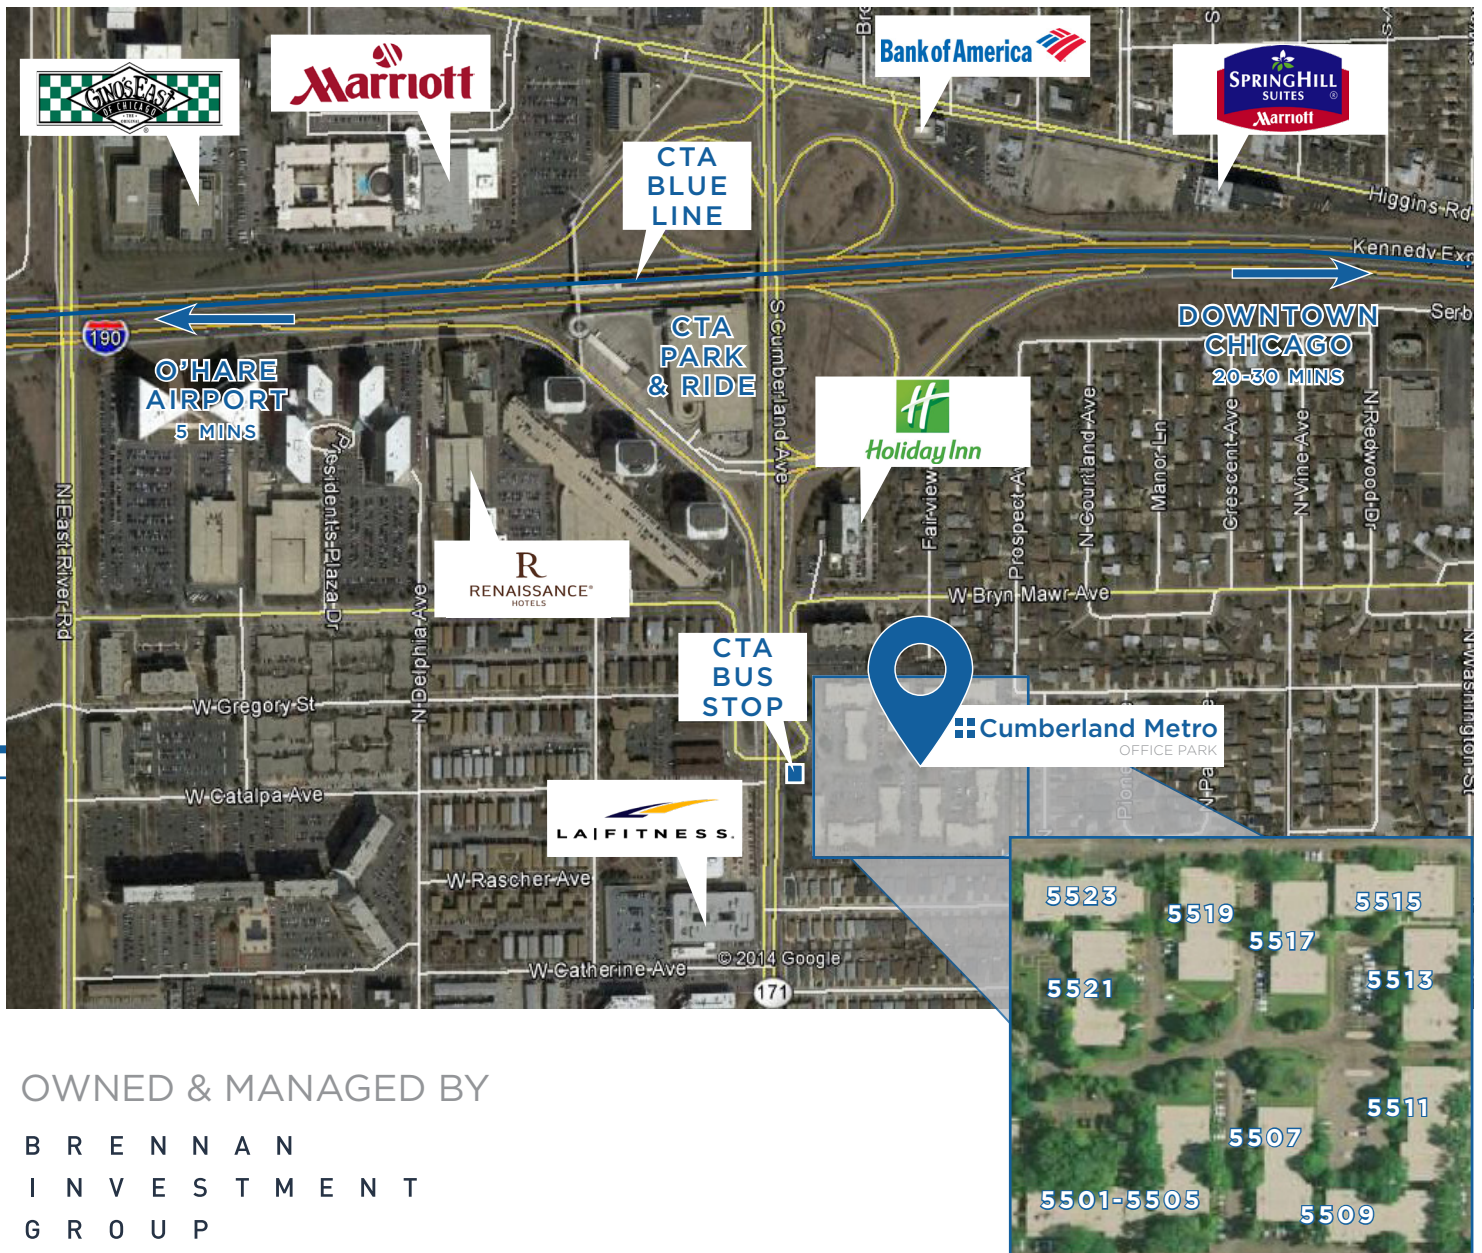 GINO'S EAST
OF CHICAGO
THE
ORIGINAL
Marriott
Bank of America
SPRINGHILL
SUITES
Marriott
CTA
BLUE
LINE
Higgins Rd
Kennedy Exp
190
O'HARE
AIRPORT
5 MINS
CTA
PARK
& RIDE
S Cumberland Ave
DOWNTOWN
CHICAGO
20-30 MINS
Serb
Holiday Inn
N East River Rd
President's Plaza Dr
N Delphia Ave
Fairview
Prospect Av
N Courtland Ave
Manor Ln
Crescent Ave
N Vine Ave
N Redwood Dr
R
RENAISSANCE®
HOTELS
W Bryn Mawr Ave
CTA
BUS
STOP
W Gregory St
N Washington St
Cumberland Metro
OFFICE PARK
W Catalpa Ave
LA|FITNESS.
W Rascher Ave
W Catherine Ave
© 2014 Google
171
5523
5519
5515
5517
5521
5513
5511
5507
5501-5505
5509
OWNED & MANAGED BY
BRENNAN
INVESTMENT
GROUP